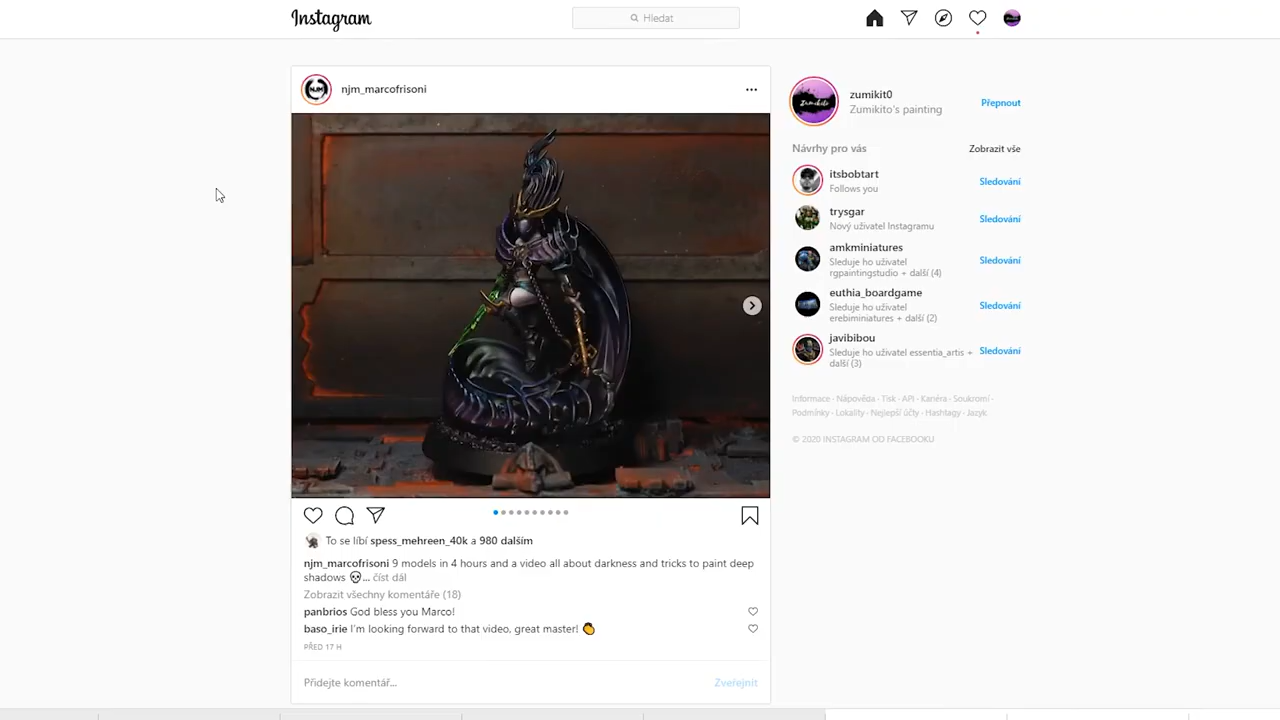 Instagram
Hledat
njm_marcofrisoni
zumikit0
Zumikito's painting
Přepnout
Návrhy pro vás
Zobrazit vše
itsbobtart
Follows you
Sledování
trysgar
Nový uživatel Instagramu
Sledování
amkminiatures
Sleduje ho uživatel
rgpaintingstudio + další (4)
Sledování
euthia_boardgame
Sleduje ho uživatel
erebiminiatures + další (2)
Sledování
javibibou
Sleduje ho uživatel essentia_artis +
další (3)
Sledování
Informace · Nápověda · Tisk · API · Kariéra · Soukromí ·
Podmínky · Lokality · Nejlepší účty · Hashtagy · Jazyk
© 2020 INSTAGRAM OD FACEBOOKU
NJM
Zumikito
To se líbí spess_mehreen_40k a 980 dalším
njm_marcofrisoni 9 models in 4 hours and a video all about darkness and tricks to paint deep
shadows 💀... číst dál
Zobrazit všechny komentáře (18)
panbrios God bless you Marco!
baso_irie I'm looking forward to that video, great master! 👏
PŘED 17 H
Přidejte komentář...
Zveřejnit